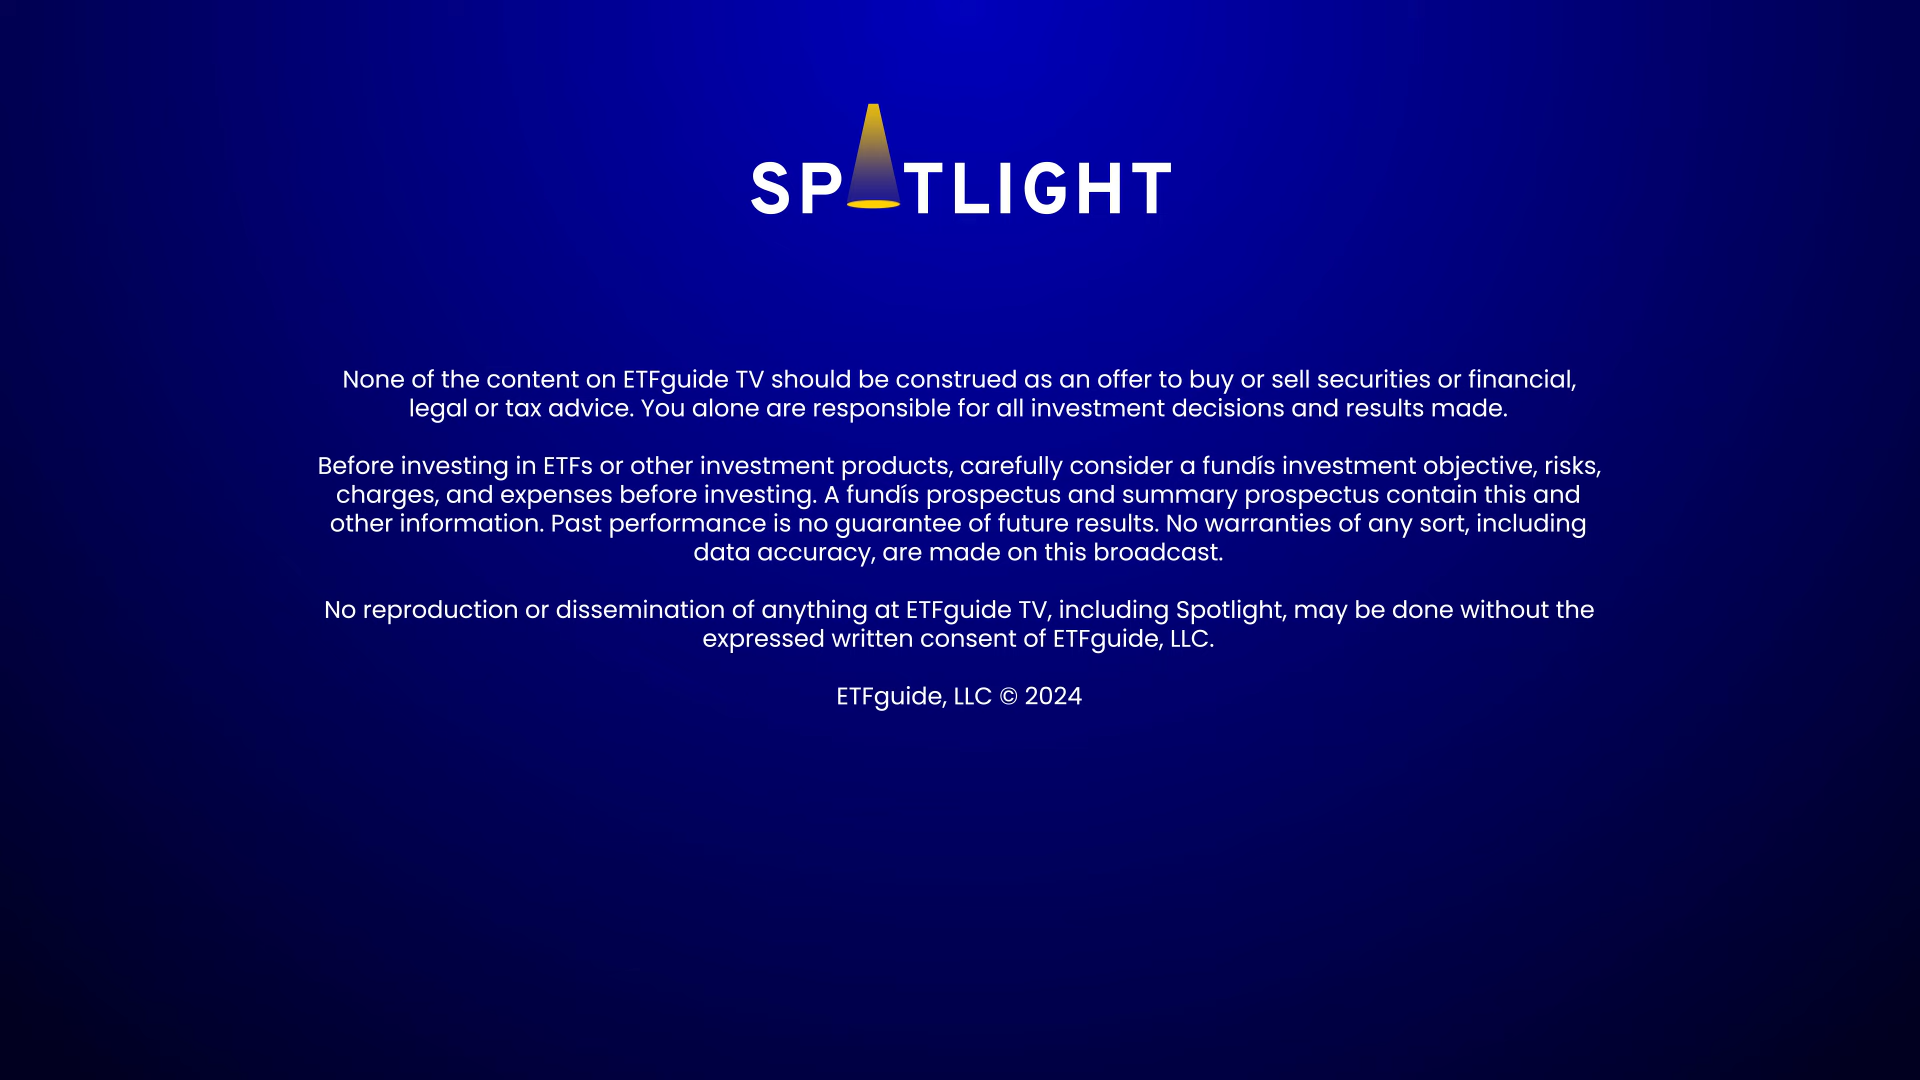 SPOTLIGHT
None of the content on ETFguide TV should be construed as an offer to buy or sell securities or financial,
legal or tax advice. You alone are responsible for all investment decisions and results made.
Before investing in ETFs or other investment products, carefully consider a fundís investment objective, risks,
charges, and expenses before investing. A fundís prospectus and summary prospectus contain this and
other information. Past performance is no guarantee of future results. No warranties of any sort, including
data accuracy, are made on this broadcast.
No reproduction or dissemination of anything at ETFguide TV, including Spotlight, may be done without the
expressed written consent of ETFguide, LLC.
ETFguide, LLC © 2024